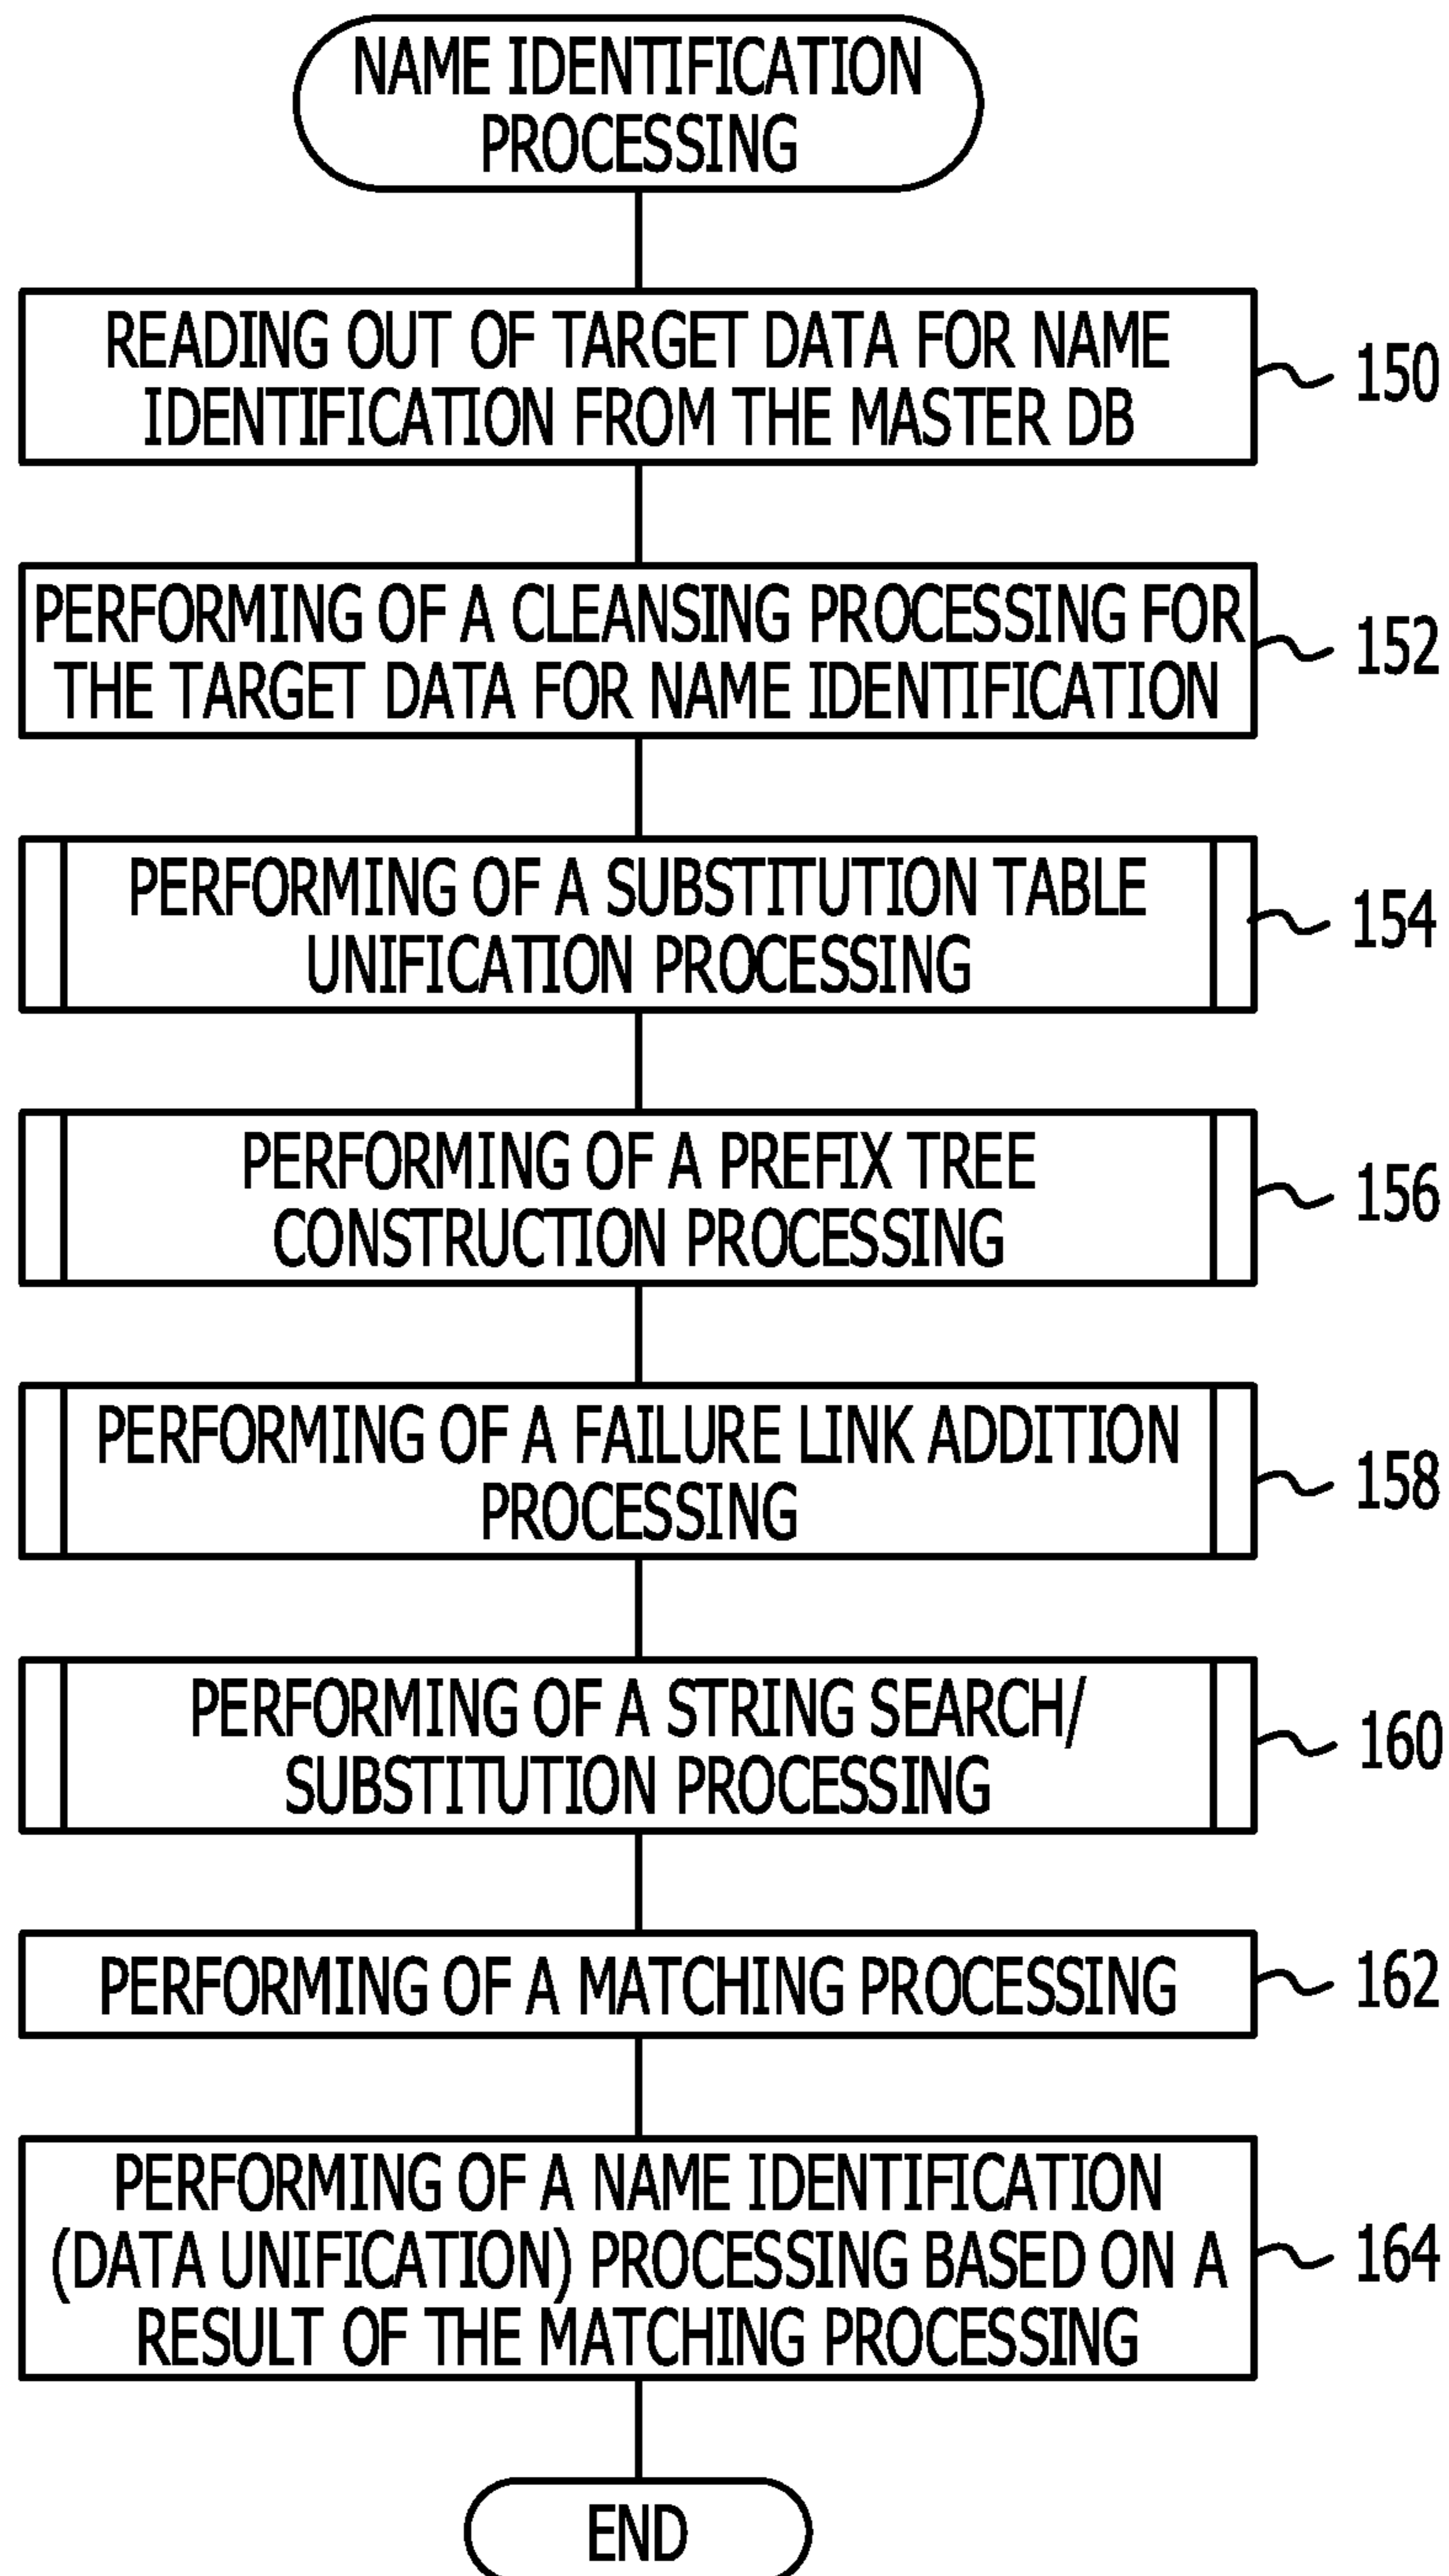 NAME IDENTIFICATION
PROCESSING
READING OUT OF TARGET DATA FOR NAME
IDENTIFICATION FROM THE MASTER DB
150
PERFORMING OF A CLEANSING PROCESSING FOR
THE TARGET DATA FOR NAME IDENTIFICATION
152
PERFORMING OF A SUBSTITUTION TABLE
UNIFICATION PROCESSING
154
PERFORMING OF A PREFIX TREE
CONSTRUCTION PROCESSING
156
PERFORMING OF A FAILURE LINK ADDITION
PROCESSING
158
PERFORMING OF A STRING SEARCH/
SUBSTITUTION PROCESSING
160
PERFORMING OF A MATCHING PROCESSING
162
PERFORMING OF A NAME IDENTIFICATION
(DATA UNIFICATION) PROCESSING BASED ON A
RESULT OF THE MATCHING PROCESSING
164
END